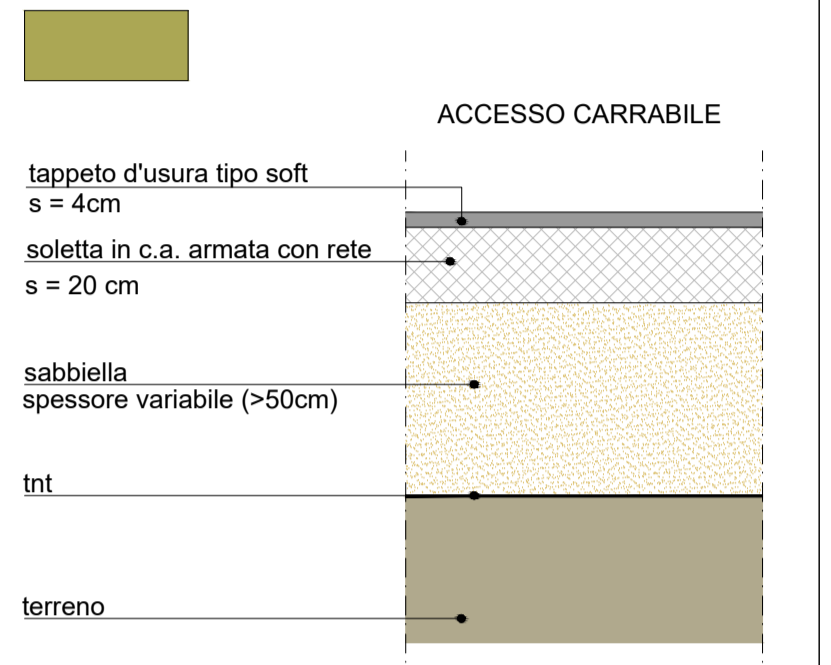 ACCESSO CARRABILE
tappeto d'usura tipo soft
s = 4cm
soletta in c.a. armata con rete
s = 20 cm
sabbiella
spessore variabile (>50cm)
tnt
terreno